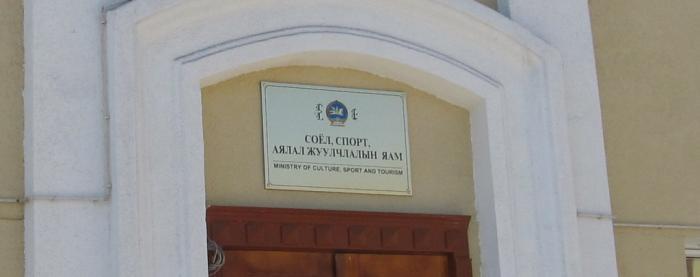 СОЁЛ, СПОРТ,
АЯЛАЛ ЖУУЛЧЛАЛЫН ЯАМ
MINISTRY OF CULTURE, SPORT AND TOURISM